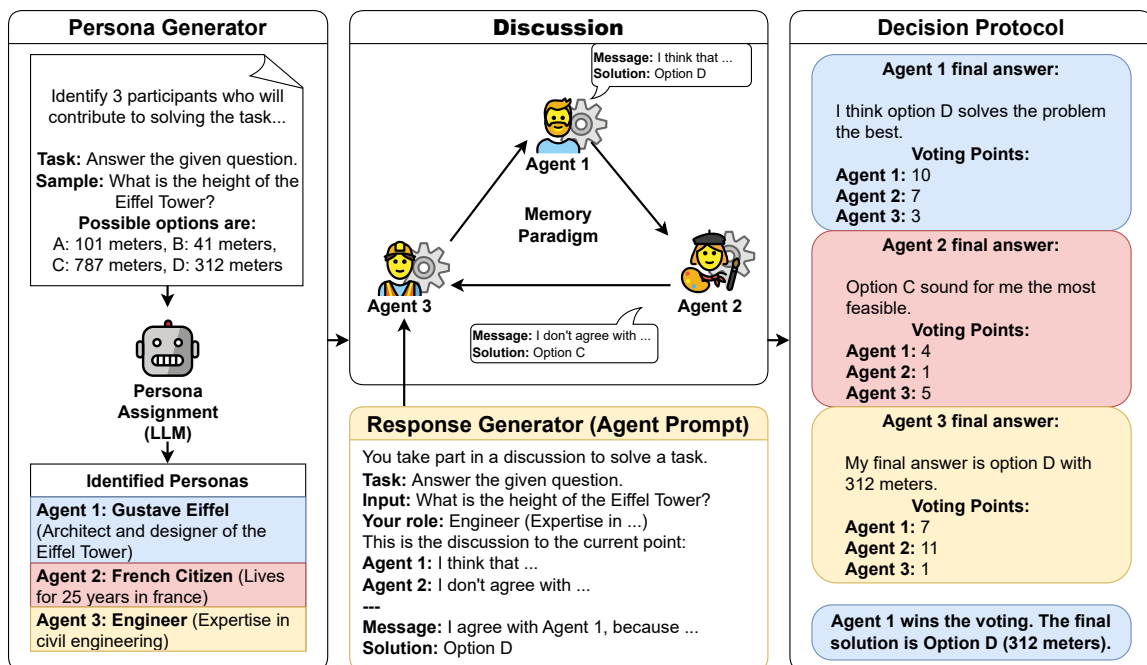 Persona Generator
Identify 3 participants who will
contribute to solving the task...
Task: Answer the given question.
Sample: What is the height of the
Eiffel Tower?
Possible options are:
A: 101 meters, B: 41 meters,
C: 787 meters, D: 312 meters
Persona
Assignment
(LLM)
Identified Personas
Agent 1: Gustave Eiffel
(Architect and designer of the
Eiffel Tower)
Agent 2: French Citizen (Lives
for 25 years in france)
Agent 3: Engineer (Expertise in
civil engineering)
Discussion
Message: I think that ...
Solution: Option D
Agent 1
Memory
Paradigm
Agent 3
Agent 2
Message: I don't agree with ...
Solution: Option C
Response Generator (Agent Prompt)
You take part in a discussion to solve a task.
Task: Answer the given question.
Input: What is the height of the Eiffel Tower?
Your role: Engineer (Expertise in ...)
This is the discussion to the current point:
Agent 1: I think that ...
Agent 2: I don't agree with ...
---
Message: I agree with Agent 1, because ...
Solution: Option D
Decision Protocol
Agent 1 final answer:
I think option D solves the problem
the best.
Voting Points:
Agent 1: 10
Agent 2: 7
Agent 3: 3
Agent 2 final answer:
Option C sound for me the most
feasible.
Voting Points:
Agent 1: 4
Agent 2: 1
Agent 3: 5
Agent 3 final answer:
My final answer is option D with
312 meters.
Voting Points:
Agent 1: 7
Agent 2: 11
Agent 3: 1
Agent 1 wins the voting. The final
solution is Option D (312 meters).